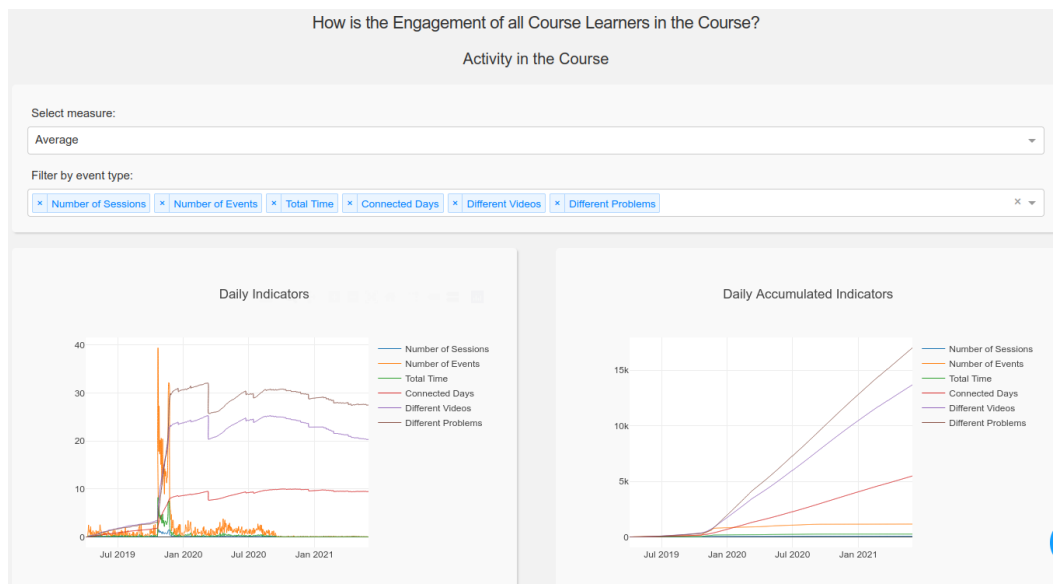 How is the Engagement of all Course Learners in the Course?
Activity in the Course
Select measure:
Average
Filter by event type:
× Number of Sessions × Number of Events × Total Time × Connected Days × Different Videos × Different Problems ×
Daily Indicators
40
30
20
10
0
Jul 2019 Jan 2020 Jul 2020 Jan 2021
Number of Sessions
Number of Events
Total Time
Connected Days
Different Videos
Different Problems
Daily Accumulated Indicators
15k
10k
5k
0
Jul 2019 Jan 2020 Jul 2020 Jan 2021
Number of Sessions
Number of Events
Total Time
Connected Days
Different Videos
Different Problems